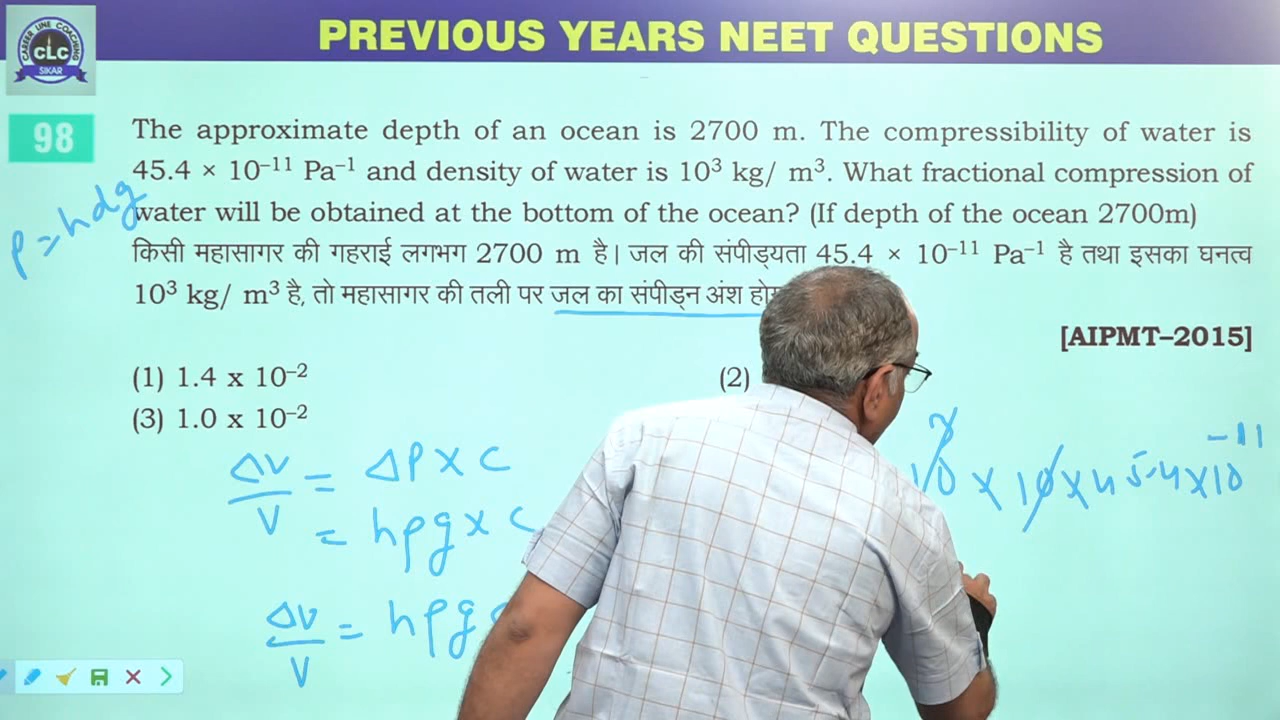 PREVIOUS YEARS NEET QUESTIONS
CAREER LINE COACHING
CLC
SIKAR
98
The approximate depth of an ocean is 2700 m. The compressibility of water is
45.4 × 10⁻¹¹ Pa⁻¹ and density of water is 10³ kg/ m³. What fractional compression of
water will be obtained at the bottom of the ocean? (If depth of the ocean 2700m)
किसी महासागर की गहराई लगभग 2700 m है। जल की संपीड्यता 45.4 × 10⁻¹¹ Pa⁻¹ है तथा इसका घनत्व
10³ kg/ m³ है, तो महासागर की तली पर जल का संपीड्न अंश
[AIPMT–2015]
(1) 1.4 x 10⁻²
(2)
(3) 1.0 x 10⁻²
P = hdg
ΔV/V = ΔP × C
= hρg × C
ΔV/V = hρg
10 × 10 × 45.4 × 10⁻¹¹